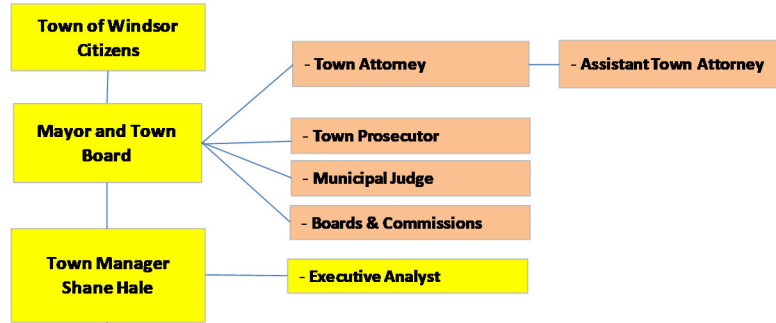 Town of Windsor
Citizens
- Town Attorney
- Assistant Town Attorney
Mayor and Town
Board
- Town Prosecutor
- Municipal Judge
- Boards & Commissions
Town Manager
Shane Hale
- Executive Analyst